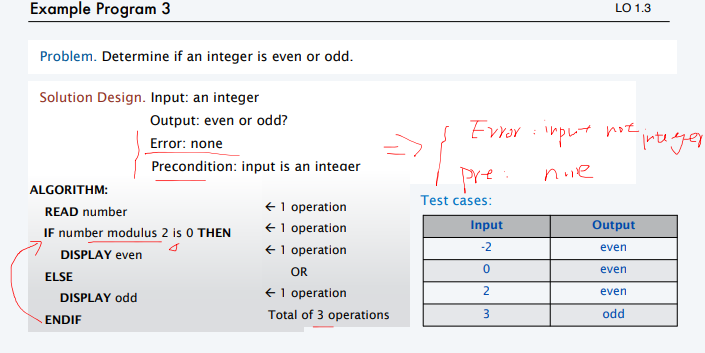 Example Program 3
LO 1.3
Problem. Determine if an integer is even or odd.
Solution Design. Input: an integer
Output: even or odd?
Error: none
Precondition: input is an integer
=> { Error : input not integer
pre : none
ALGORITHM:
READ number ← 1 operation
IF number modulus 2 is 0 THEN ← 1 operation
DISPLAY even ← 1 operation
ELSE OR
DISPLAY odd ← 1 operation
ENDIF Total of 3 operations
Test cases:
Input Output
-2 even
0 even
2 even
3 odd